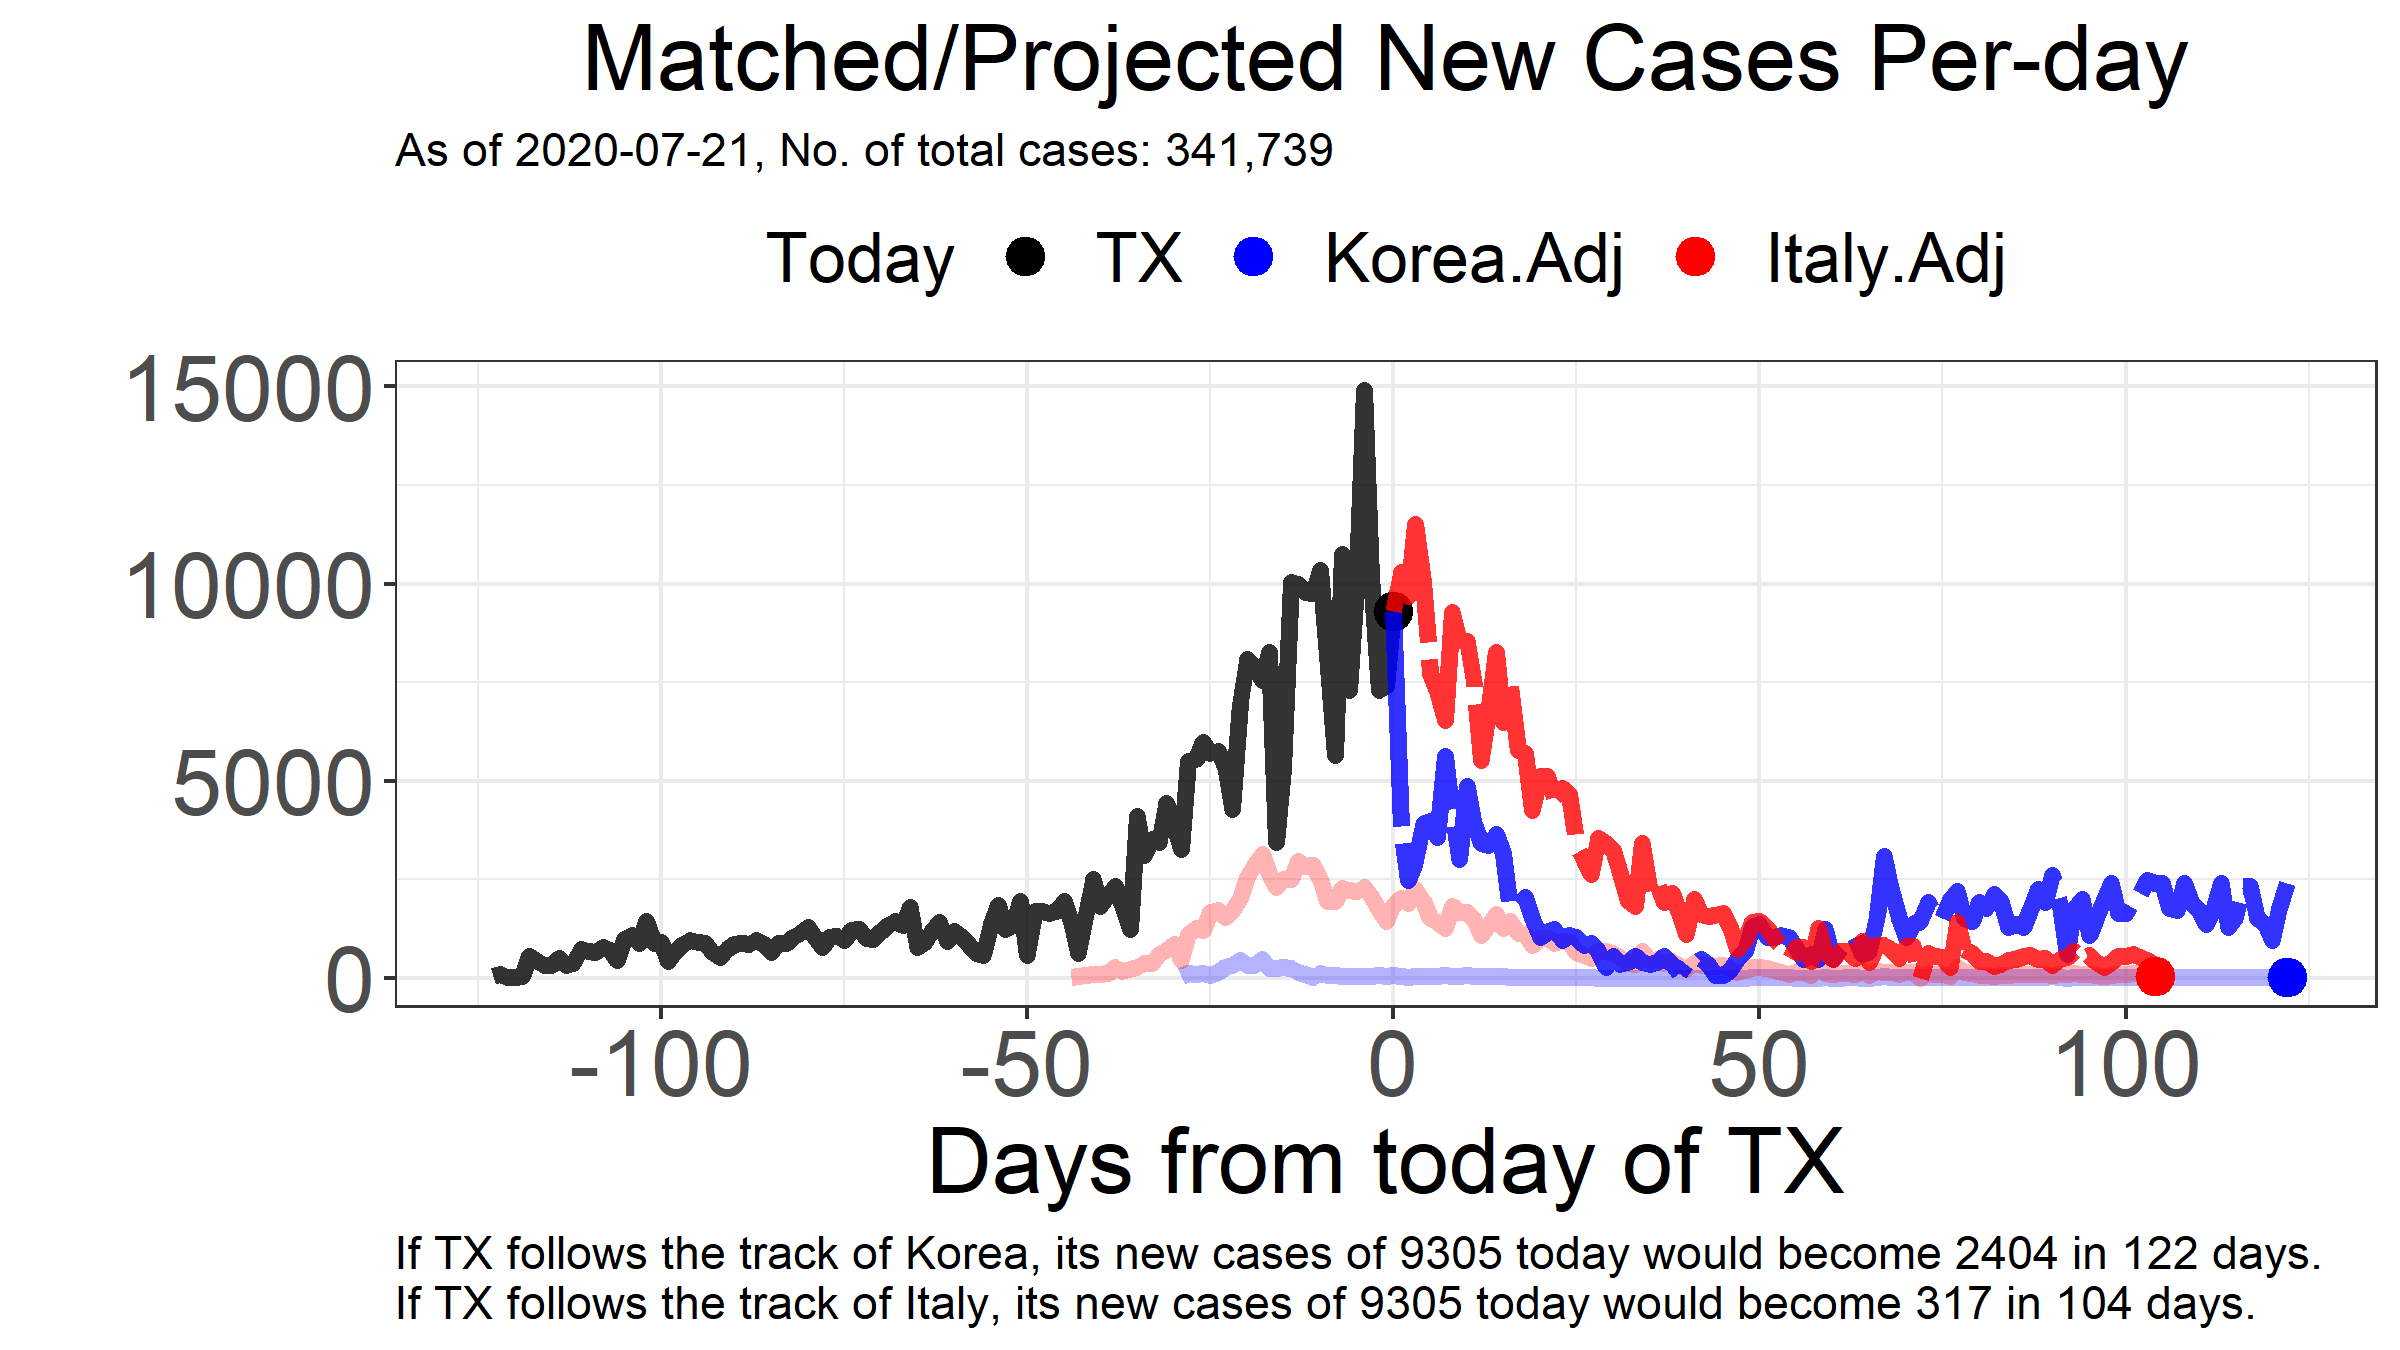 Matched/Projected New Cases Per-day
As of 2020-07-21, No. of total cases: 341,739
Today TX Korea.Adj Italy.Adj
15000
10000
5000
0
-100 -50 0 50 100
Days from today of TX
If TX follows the track of Korea, its new cases of 9305 today would become 2404 in 122 days.
If TX follows the track of Italy, its new cases of 9305 today would become 317 in 104 days.